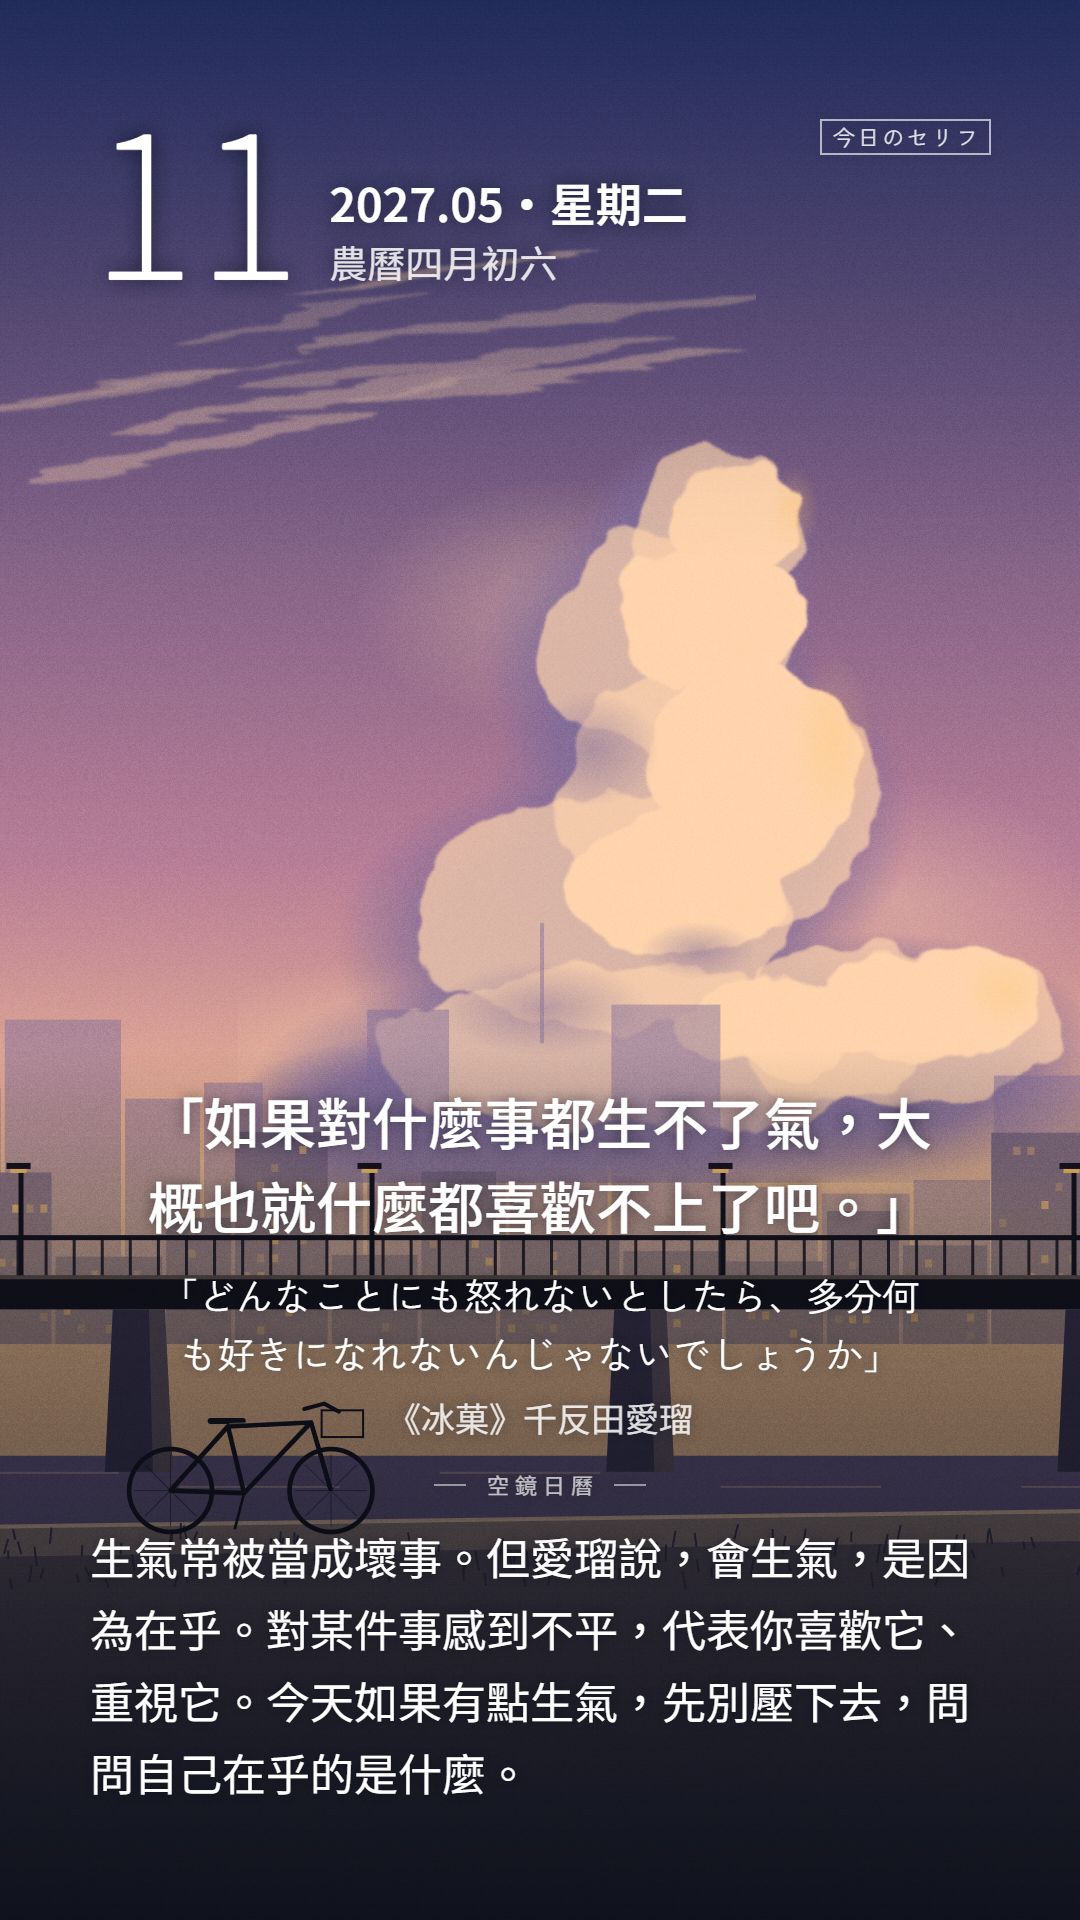 今日のセリフ
11
2027.05・星期二
農曆四月初六
「如果對什麼事都生不了氣，大
概也就什麼都喜歡不上了吧。」
「どんなことにも怒れないとしたら、多分何
も好きになれないんじゃないでしょうか」
《冰菓》千反田愛瑠
空鏡日曆
生氣常被當成壞事。但愛瑠說，會生氣，是因
為在乎。對某件事感到不平，代表你喜歡它、
重視它。今天如果有點生氣，先別壓下去，問
問自己在乎的是什麼。